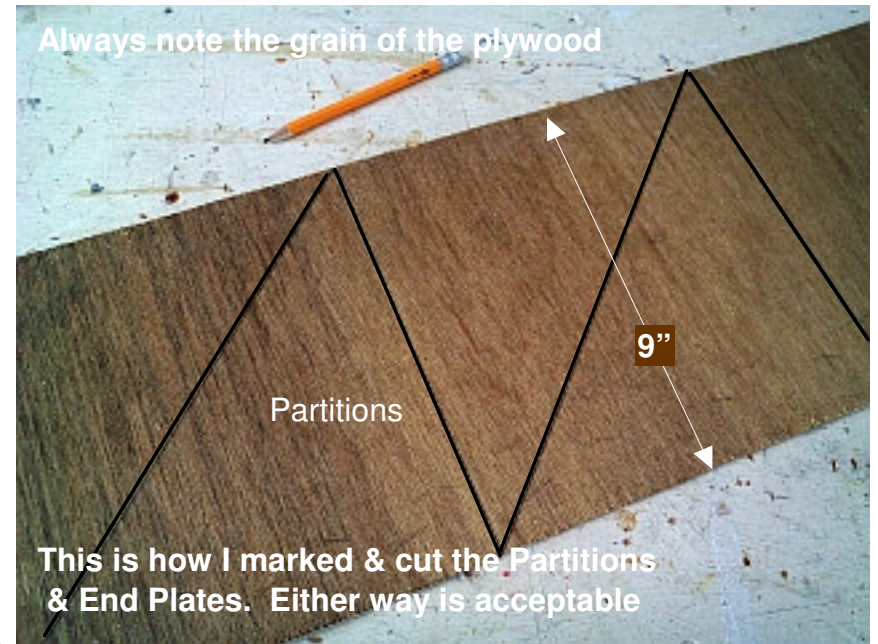 Always note the grain of the plywood
9”
Partitions
This is how I marked & cut the Partitions
& End Plates.  Either way is acceptable